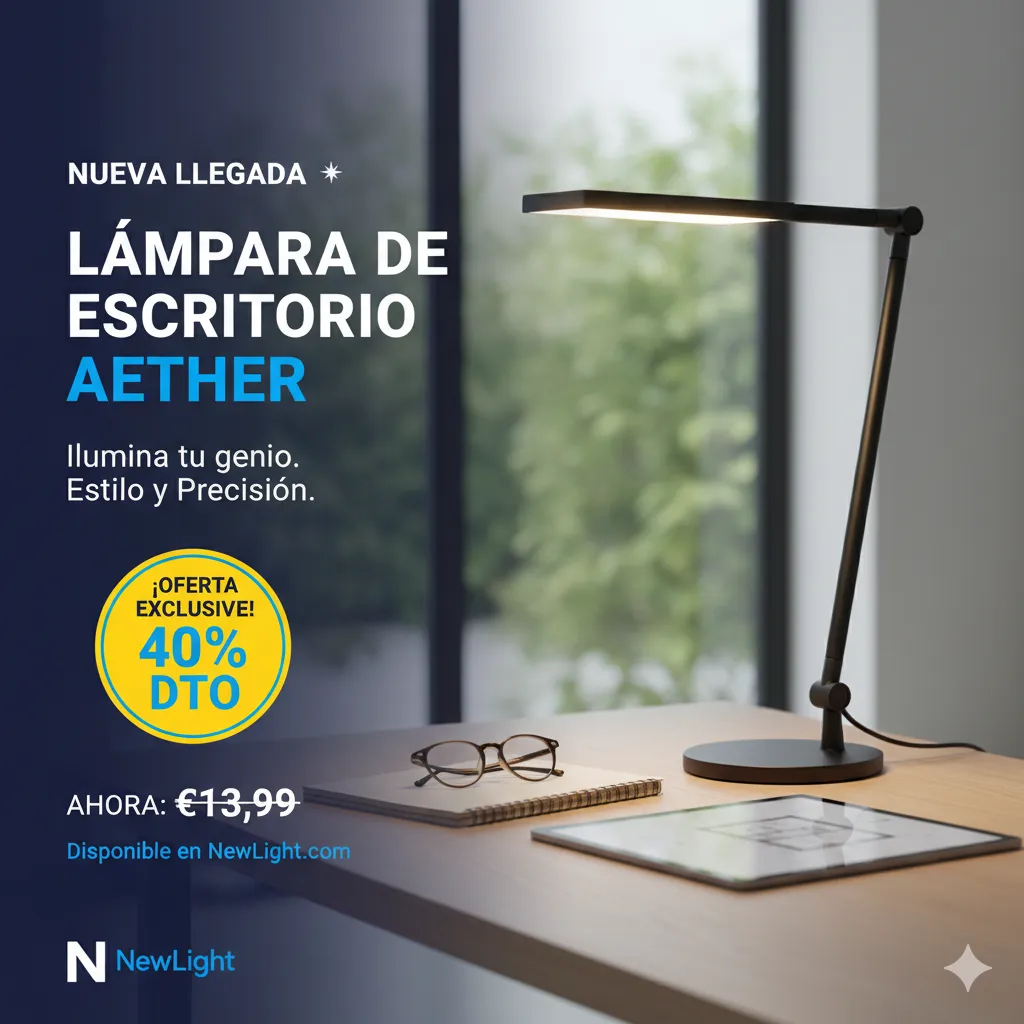 NUEVA LLEGADA
LÁMPARA DE
ESCRITORIO
AETHER
Ilumina tu genio.
Estilo y Precisión.
¡OFERTA
EXCLUSIVE!
40%
DTO
AHORA: €13,99
Disponible en NewLight.com
N NewLight